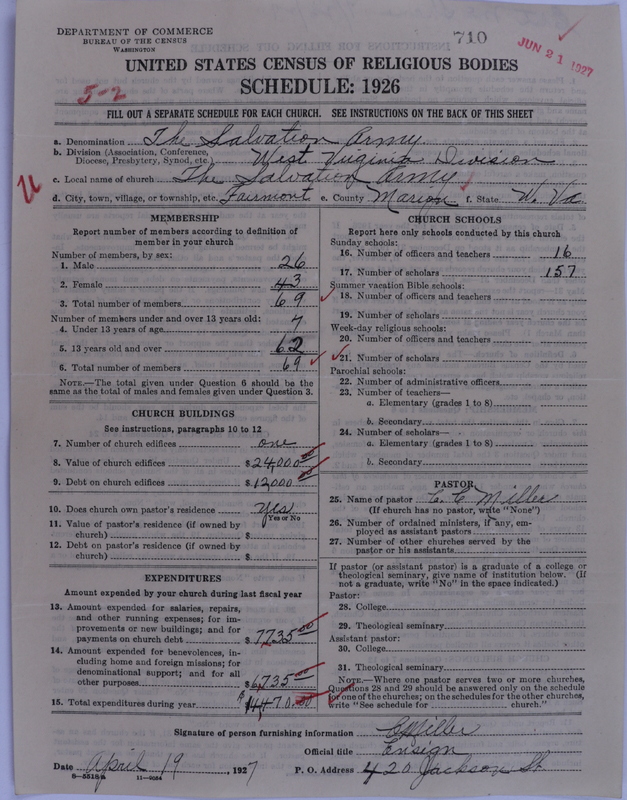 DEPARTMENT OF COMMERCE
BUREAU OF THE CENSUS
WASHINGTON
710
JUN 21 1927
UNITED STATES CENSUS OF RELIGIOUS BODIES
SCHEDULE: 1926
5-2
FILL OUT A SEPARATE SCHEDULE FOR EACH CHURCH. SEE INSTRUCTIONS ON THE BACK OF THIS SHEET
a. Denomination The Salvation Army
b. Division (Association, Conference, Diocese, Presbytery, Synod, etc.) West Virginia Division
c. Local name of church The Salvation Army
d. City, town, village, or township, etc. Fairmont e. County Marion f. State W. Va
MEMBERSHIP
Report number of members according to definition of
member in your church
Number of members, by sex:
1. Male 26
2. Female 43
3. Total number of members 69
Number of members under and over 13 years old:
4. Under 13 years of age 7
5. 13 years old and over 62
6. Total number of members 69
NOTE.—The total given under Question 6 should be the
same as the total of males and females given under Question 3.
CHURCH BUILDINGS
See instructions, paragraphs 10 to 12
7. Number of church edifices one
8. Value of church edifices $24,000.00
9. Debt on church edifices $12,000
10. Does church own pastor's residence Yes
Yes or No
11. Value of pastor's residence (if owned by
church) $
12. Debt on pastor's residence (if owned by
church) $
EXPENDITURES
Amount expended by your church during last fiscal year
13. Amount expended for salaries, repairs,
and other running expenses; for im-
provements or new buildings; and for
payments on church debt $7735.00
14. Amount expended for benevolences, in-
cluding home and foreign missions; for
denominational support; and for all
other purposes $6735.00
15. Total expenditures during year $14470.00
CHURCH SCHOOLS
Report here only schools conducted by this church
Sunday schools:
16. Number of officers and teachers 16
17. Number of scholars 157
Summer vacation Bible schools:
18. Number of officers and teachers
19. Number of scholars
Week-day religious schools:
20. Number of officers and teachers
21. Number of scholars
Parochial schools:
22. Number of administrative officers
23. Number of teachers—
a. Elementary (grades 1 to 8)
b. Secondary
24. Number of scholars—
a. Elementary (grades 1 to 8)
b. Secondary
PASTOR
25. Name of pastor C. C Miller
(If church has no pastor, write "None")
26. Number of ordained ministers, if any, em-
ployed as assistant pastors
27. Number of other churches served by the
pastor or his assistants
If pastor (or assistant pastor) is a graduate of a college or
theological seminary, give name of institution below. (If
not a graduate, write "No" in the space indicated.)
Pastor:
28. College
29. Theological seminary
Assistant pastor:
30. College
31. Theological seminary
NOTE.—Where one pastor serves two or more churches,
Questions 28 and 29 should be answered only on the schedule
for one of the churches; on the schedules for the other churches,
write "See schedule for church."
Signature of person furnishing information C Miller
Official title Ensign
Date April 19, 1927 P. O. Address 420 Jackson St